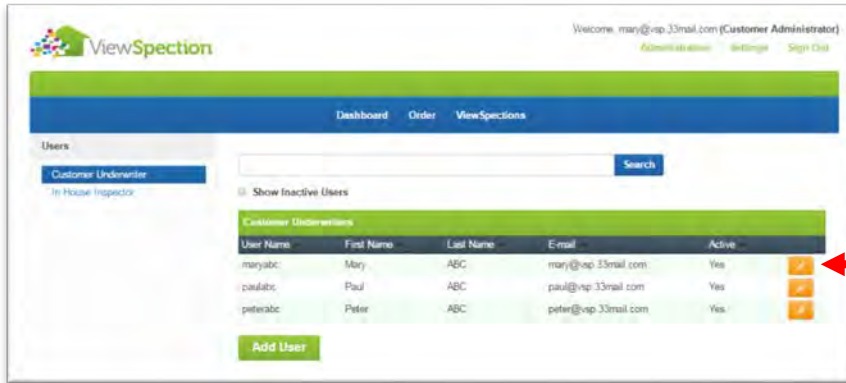 ViewSpection
Welcome, mary@vsp.33mail.com (Customer Administrator)
Administration Settings Sign Out
Dashboard Order ViewSpections
Users
Customer Underwriter
In House Inspector
Search
Show Inactive Users
Customer Underwriters
User Name First Name Last Name E-mail Active
maryabc Mary ABC mary@vsp.33mail.com Yes
paulabc Paul ABC paul@vsp.33mail.com Yes
peterabc Peter ABC peter@vsp.33mail.com Yes
Add User